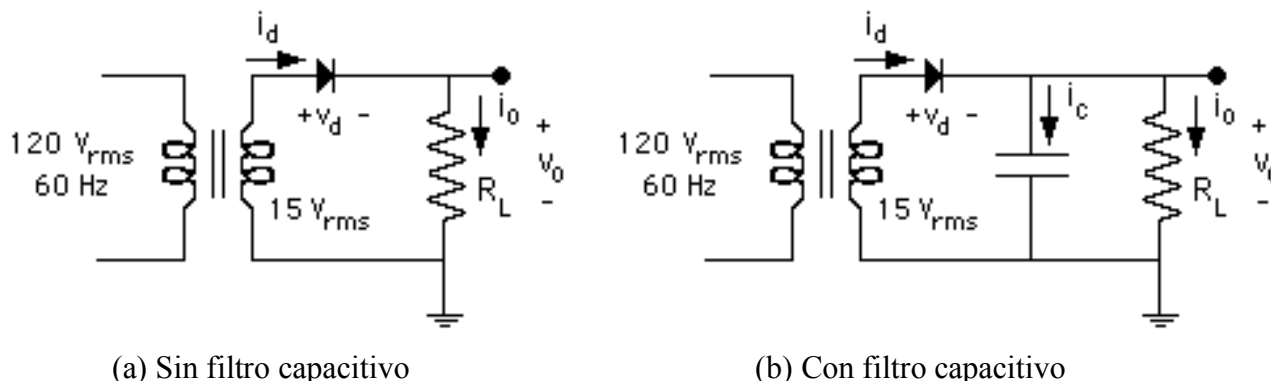 i_d
+ v_d -
120 V_rms
60 Hz
15 V_rms
R_L
i_o
+
v_o
-
(a) Sin filtro capacitivo
i_d
+ v_d -
120 V_rms
60 Hz
15 V_rms
i_c
R_L
i_o
+
-
(b) Con filtro capacitivo